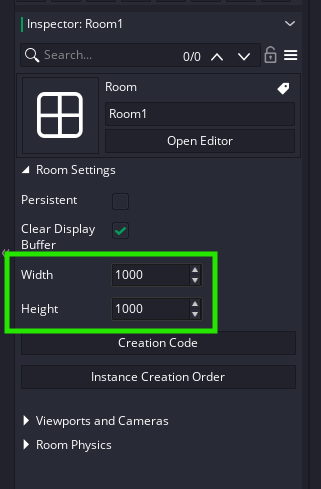 Inspector: Room1
Search...
0/0
Room
Room1
Open Editor
Room Settings
Persistent
Clear Display
Buffer
Width 1000
Height 1000
Creation Code
Instance Creation Order
Viewports and Cameras
Room Physics